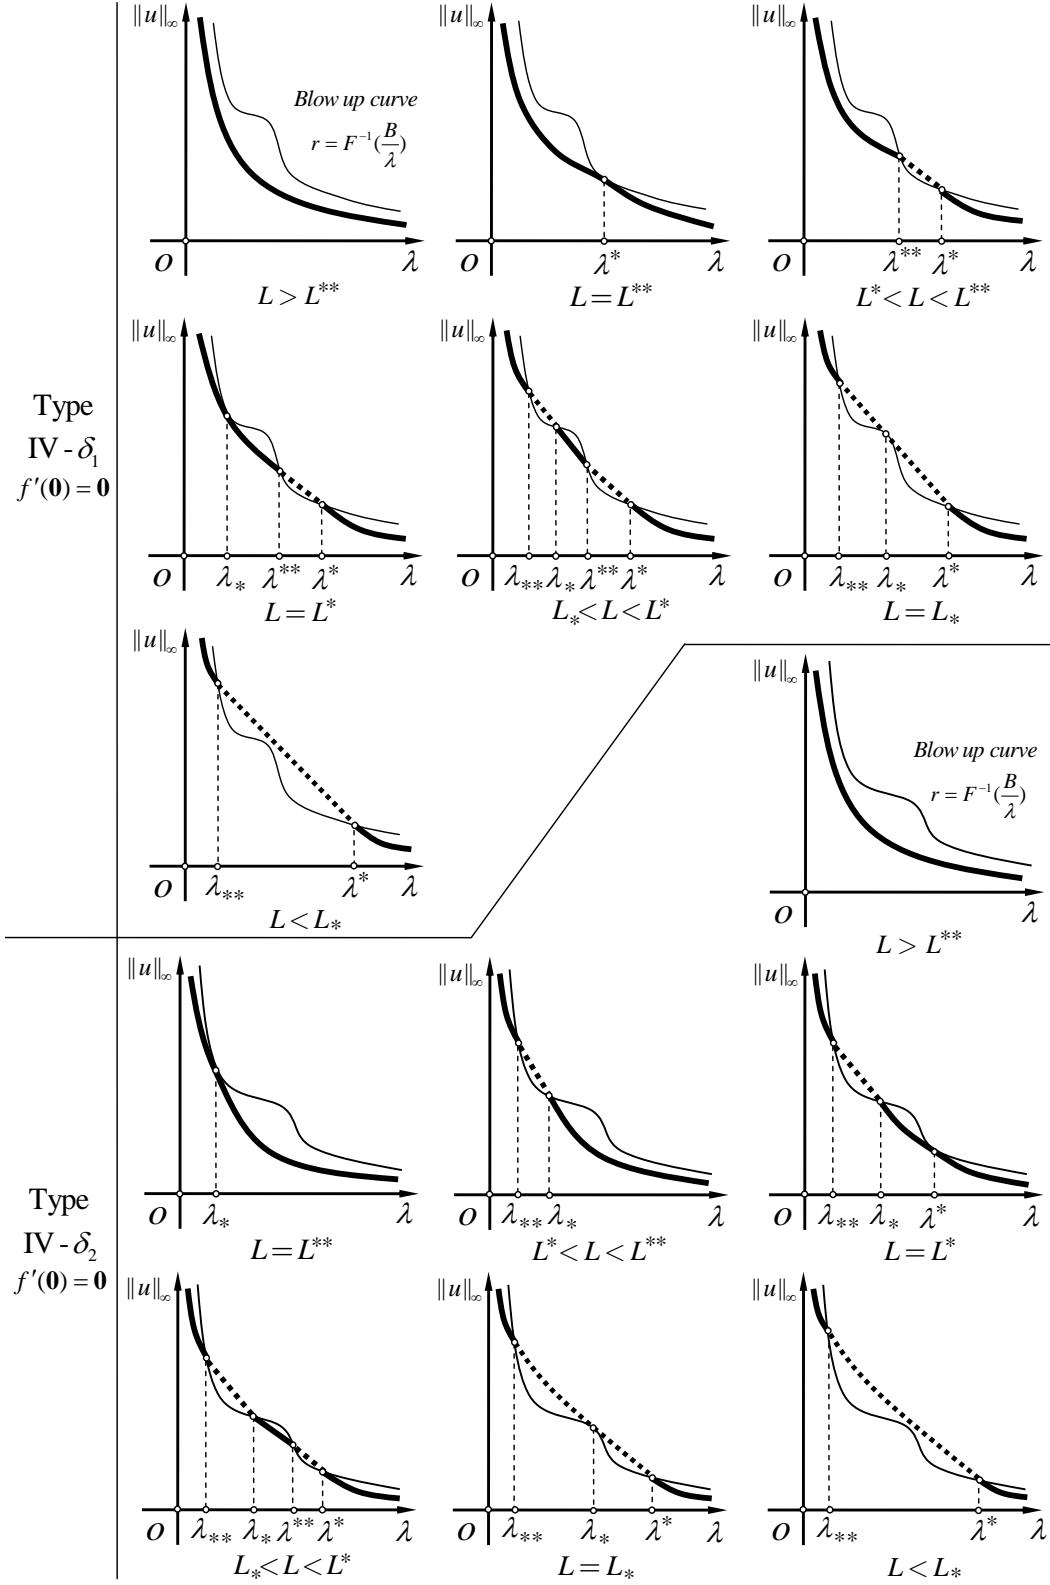 ‖u‖∞
Blow up curve
r = F⁻¹(B/λ)
O
λ
L > L**
‖u‖∞
O
λ*
λ
L = L**
‖u‖∞
O
λ** λ*
λ
L* < L < L**
Type
IV - δ₁
f′(0) = 0
‖u‖∞
O
λ* λ** λ*
λ
L = L*
‖u‖∞
O
λ** λ* λ** λ*
λ
L* < L < L*
‖u‖∞
O
λ** λ* λ*
λ
L = L*
‖u‖∞
O
λ** λ*
λ
L < L*
‖u‖∞
Blow up curve
r = F⁻¹(B/λ)
O
λ
L > L**
Type
IV - δ₂
f′(0) = 0
‖u‖∞
O
λ*
λ
L = L**
‖u‖∞
O
λ** λ*
λ
L* < L < L**
‖u‖∞
O
λ** λ* λ*
λ
L = L*
‖u‖∞
O
λ** λ* λ** λ*
λ
L* < L < L*
‖u‖∞
O
λ** λ* λ*
λ
L = L*
‖u‖∞
O
λ** λ*
λ
L < L*